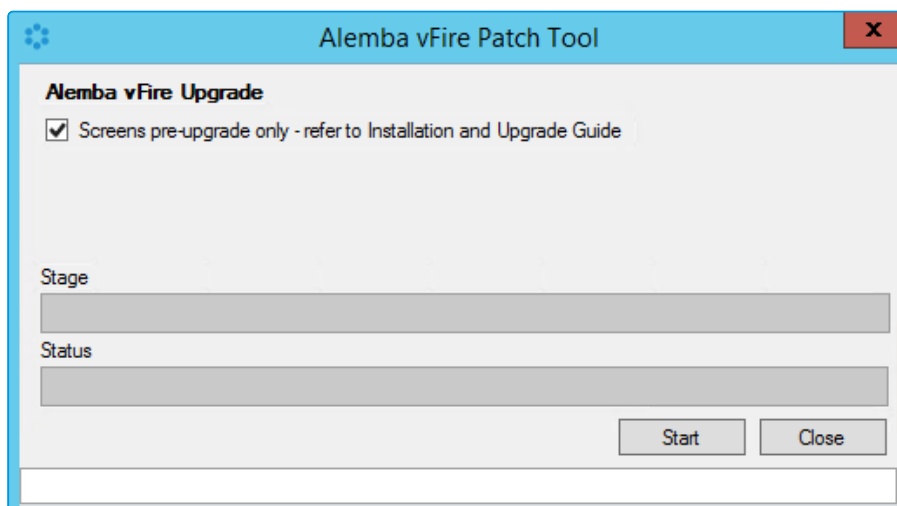 Alemba vFire Patch Tool
x
Alemba vFire Upgrade
Screens pre-upgrade only - refer to Installation and Upgrade Guide
Stage
Status
Start
Close